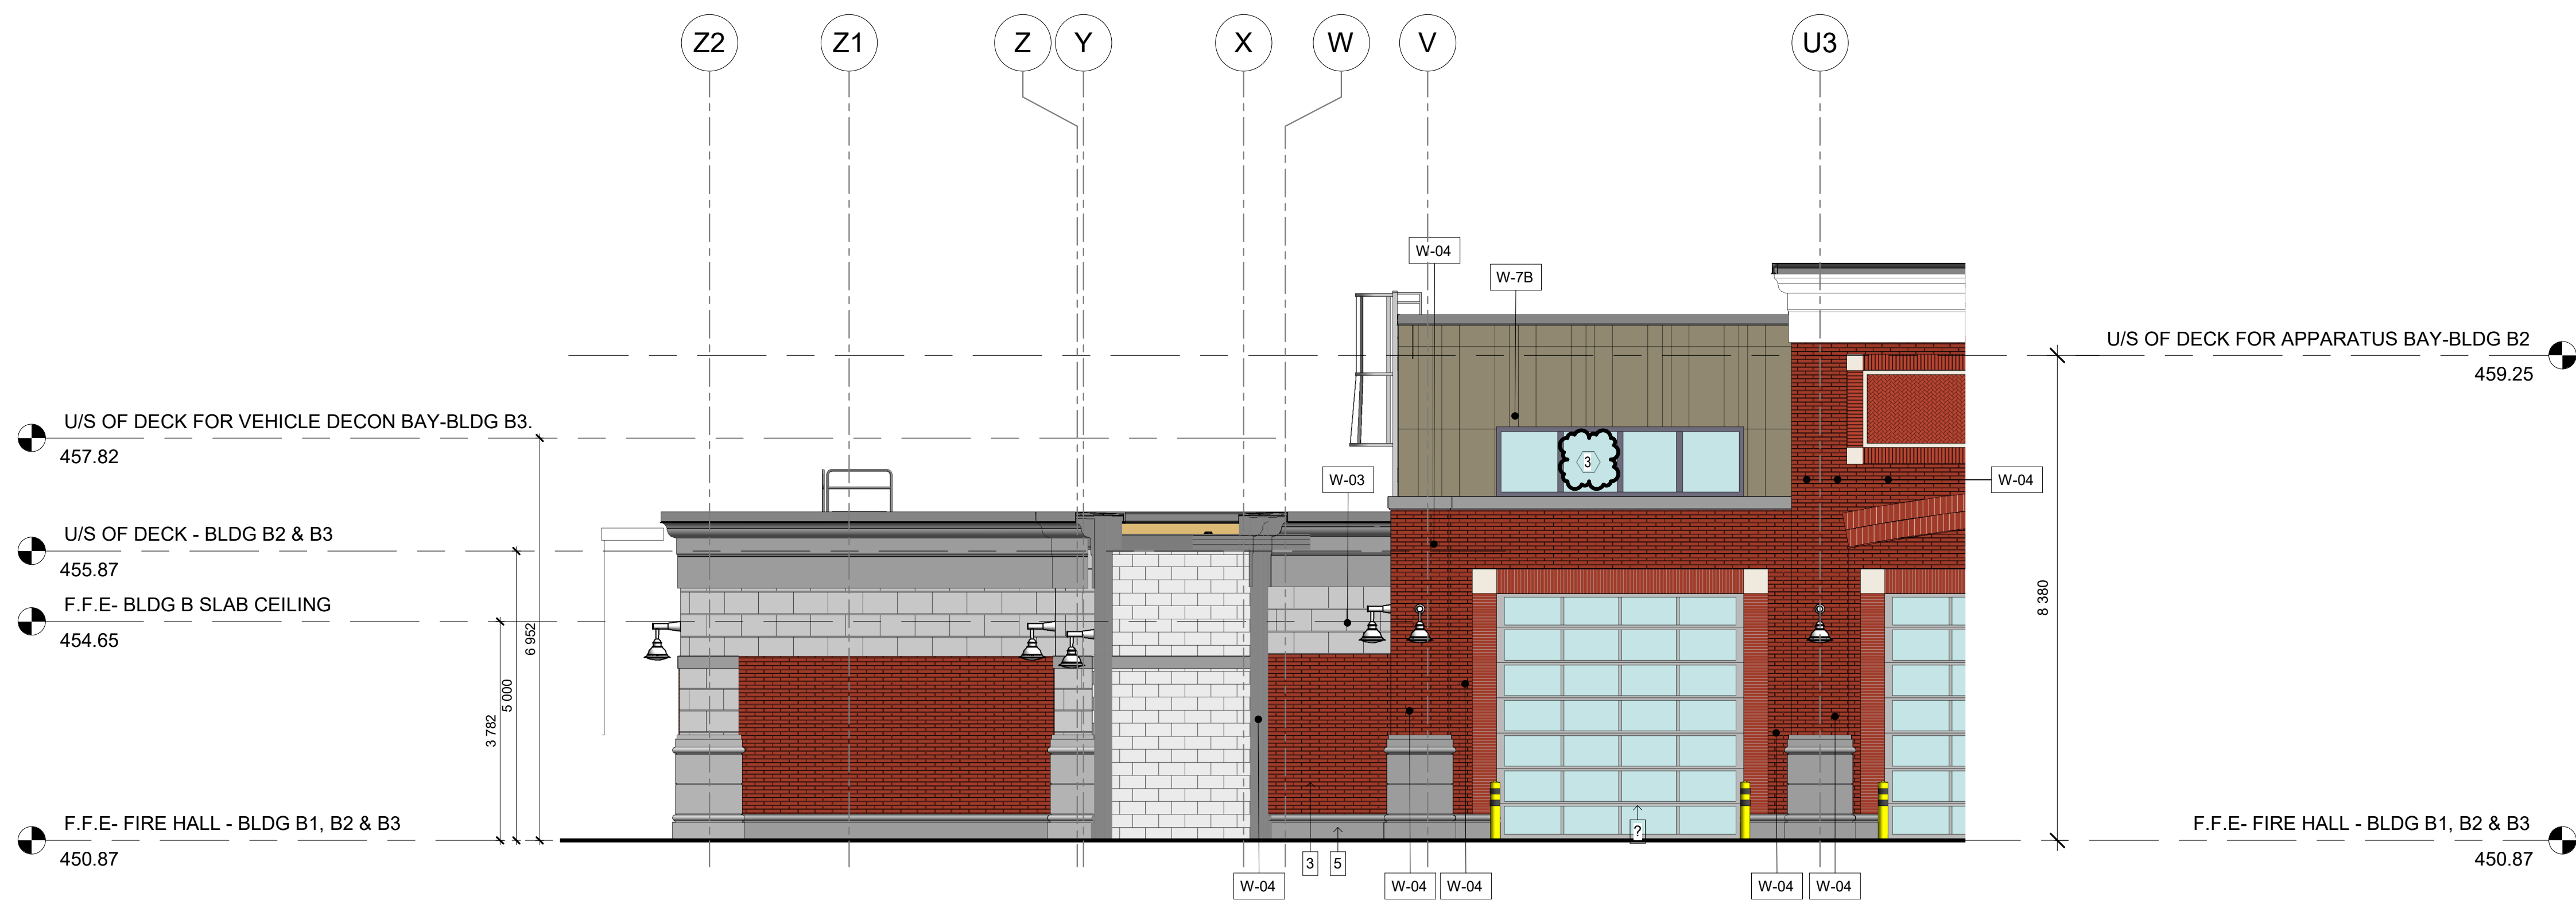 Z2 Z1 Z Y X W V U3
W-04
W-7B
U/S OF DECK FOR APPARATUS BAY-BLDG B2
459.25
U/S OF DECK FOR VEHICLE DECON BAY-BLDG B3.
457.82
3
W-03
W-04
U/S OF DECK - BLDG B2 & B3
455.87
F.F.E- BLDG B SLAB CEILING
454.65
3 782
5 000
6 952
8 380
F.F.E- FIRE HALL - BLDG B1, B2 & B3
450.87
?
F.F.E- FIRE HALL - BLDG B1, B2 & B3
450.87
3 5
W-04 W-04 W-04 W-04 W-04